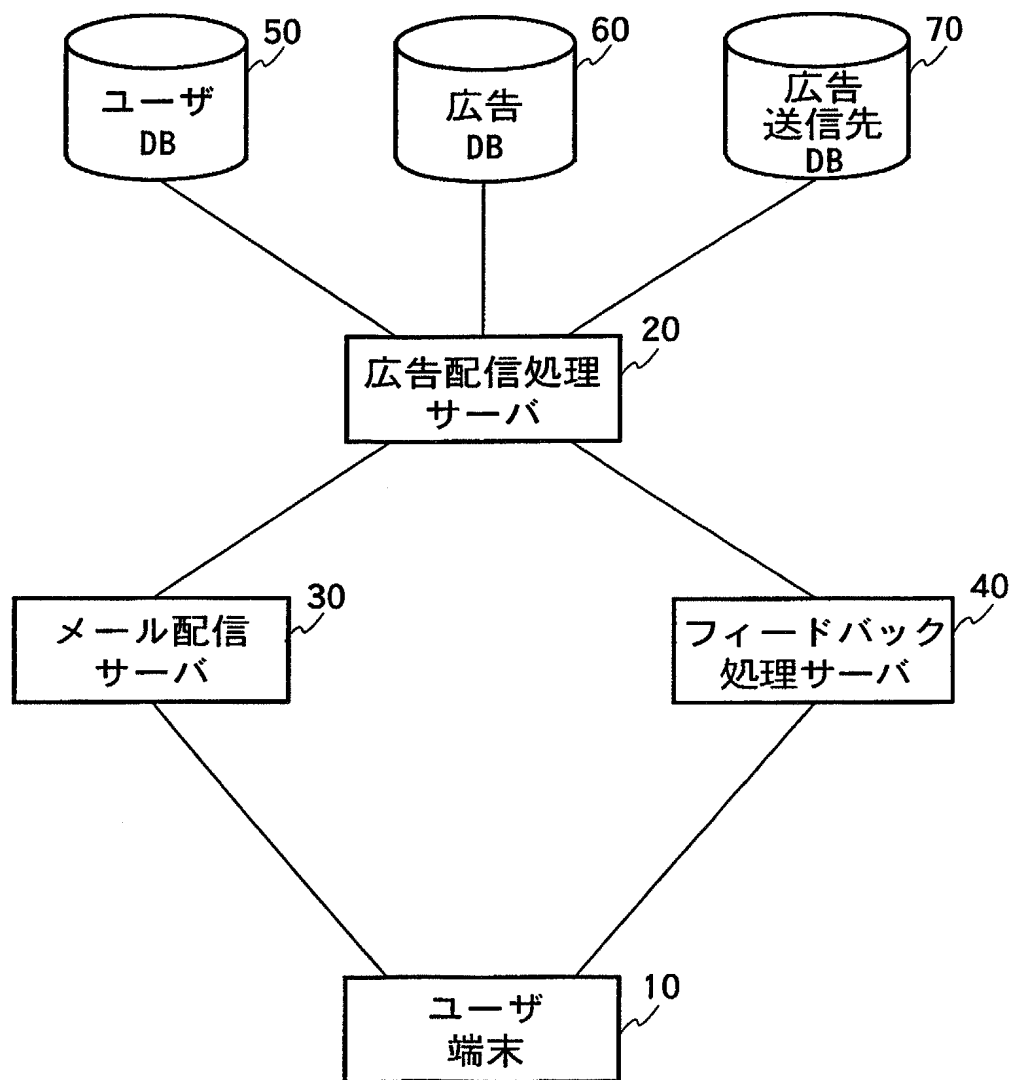 50
ユーザ
DB
60
広告
DB
70
広告
送信先
DB
20
広告配信処理
サーバ
30
メール配信
サーバ
40
フィードバック
処理サーバ
10
ユーザ
端末